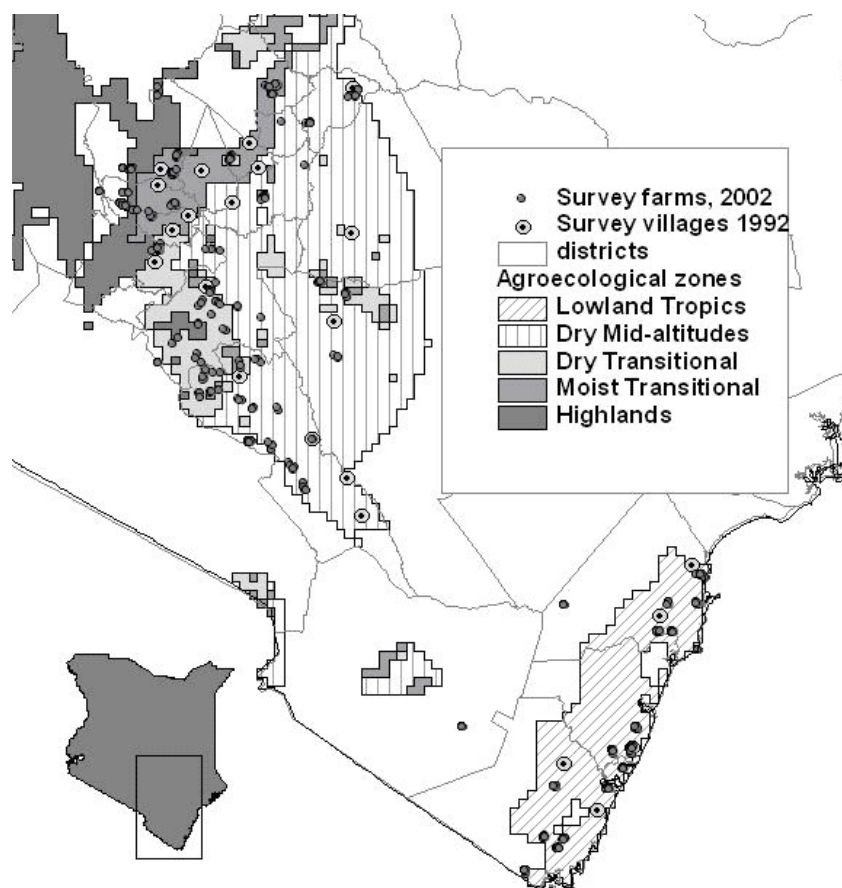 Survey farms, 2002
Survey villages 1992
districts
Agroecological zones
Lowland Tropics
Dry Mid-altitudes
Dry Transitional
Moist Transitional
Highlands